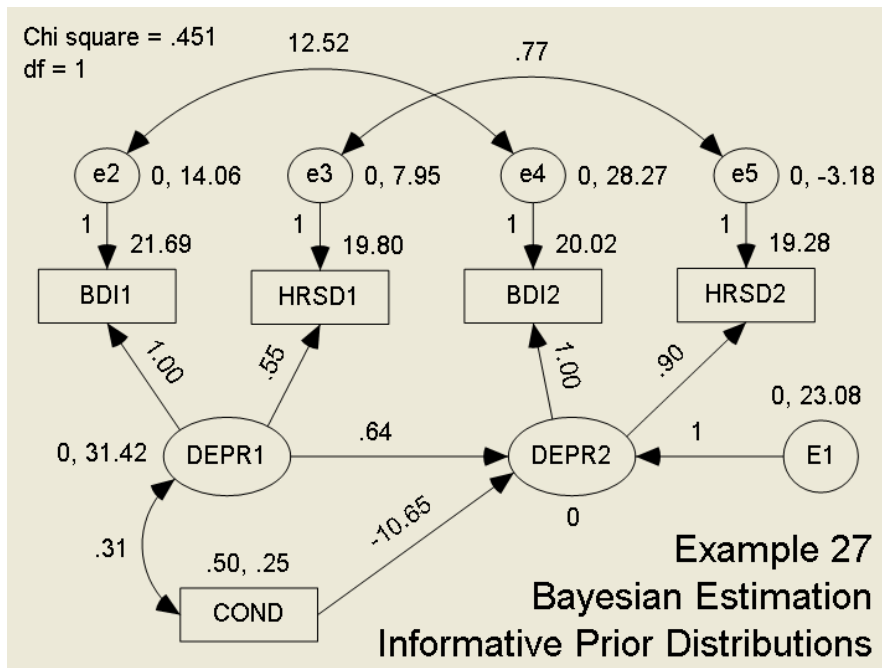 Chi square = .451
df = 1
12.52
.77
e2
0, 14.06
e3
0, 7.95
e4
0, 28.27
e5
0, -3.18
1
21.69
1
19.80
1
20.02
1
19.28
BDI1
HRSD1
BDI2
HRSD2
1.00
.55
1.00
.90
0, 23.08
0, 31.42
DEPR1
.64
DEPR2
1
E1
0
.31
-10.65
.50, .25
COND
Example 27
Bayesian Estimation
Informative Prior Distributions